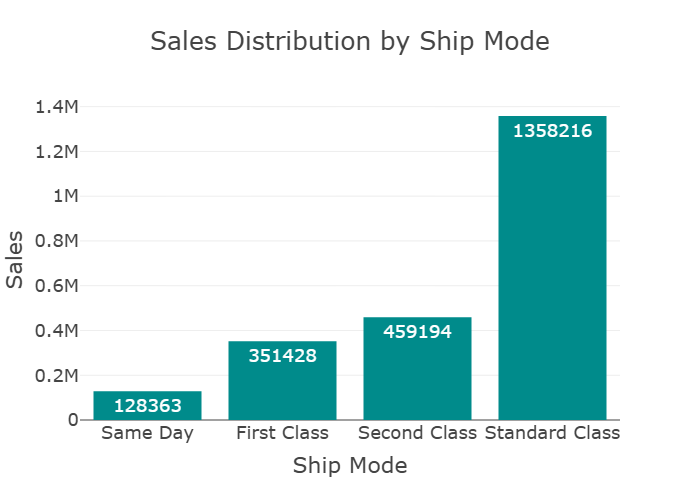 Sales Distribution by Ship Mode
1.4M
1.2M
1M
0.8M
0.6M
0.4M
0.2M
0
Sales
128363
351428
459194
1358216
Same Day
First Class
Second Class
Standard Class
Ship Mode